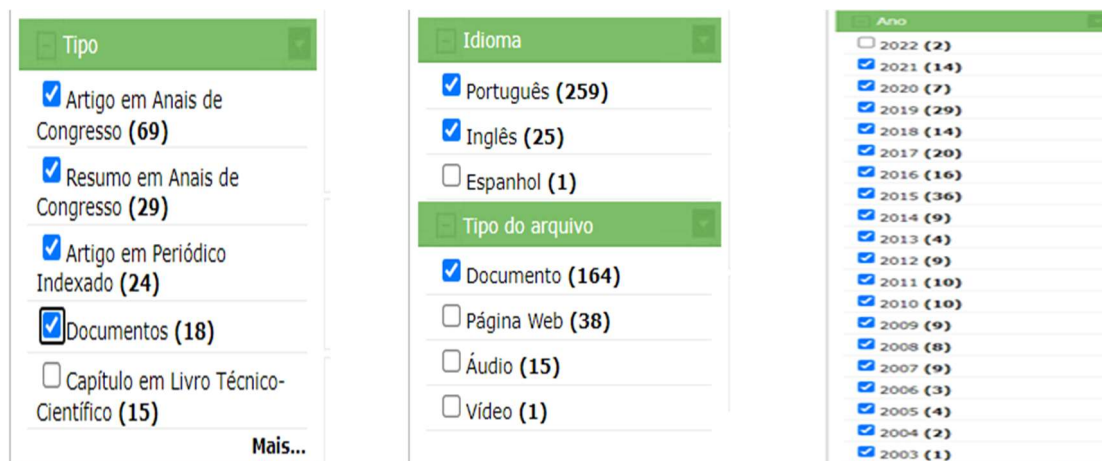 Tipo
Artigo em Anais de
Congresso (69)
Resumo em Anais de
Congresso (29)
Artigo em Periódico
Indexado (24)
Documentos (18)
Capítulo em Livro Técnico-
Científico (15)
Mais...
Idioma
Português (259)
Inglês (25)
Espanhol (1)
Tipo do arquivo
Documento (164)
Página Web (38)
Áudio (15)
Vídeo (1)
Ano
2022 (2)
2021 (14)
2020 (7)
2019 (29)
2018 (14)
2017 (20)
2016 (16)
2015 (36)
2014 (9)
2013 (4)
2012 (9)
2011 (10)
2010 (10)
2009 (9)
2008 (8)
2007 (9)
2006 (3)
2005 (4)
2004 (2)
2003 (1)